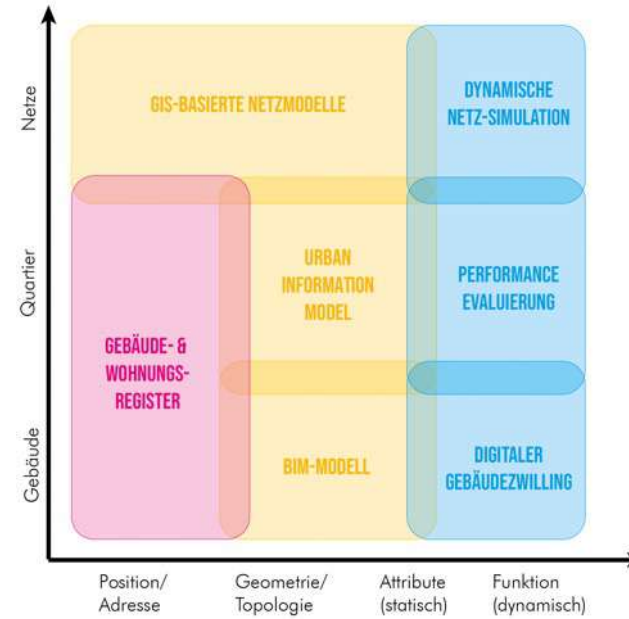 Netze
Quartier
Gebäude
GIS-BASIERTE NETZMODELLE
DYNAMISCHE
NETZ-SIMULATION
URBAN
INFORMATION
MODEL
PERFORMANCE
EVALUIERUNG
GEBÄUDE- &
WOHNUNGS-
REGISTER
BIM-MODELL
DIGITALER
GEBÄUDEZWILLING
Position/
Adresse
Geometrie/
Topologie
Attribute
(statisch)
Funktion
(dynamisch)